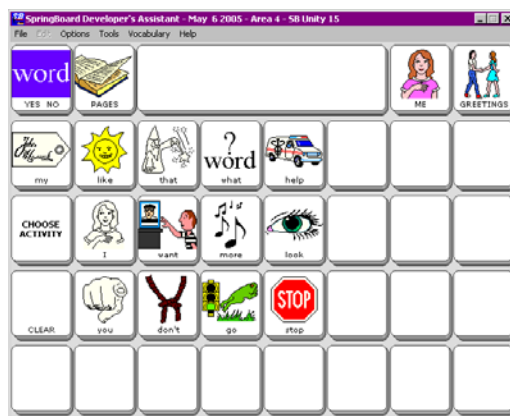 SpringBoard Developer's Assistant - May 6 2005 - Area 4 - SB Unity 15
File Edit Options Tools Vocabulary Help
word
YES NO PAGES ME GREETINGS
?
word
my like that what help
CHOOSE
ACTIVITY
I want more look
STOP
CLEAR you don't go stop